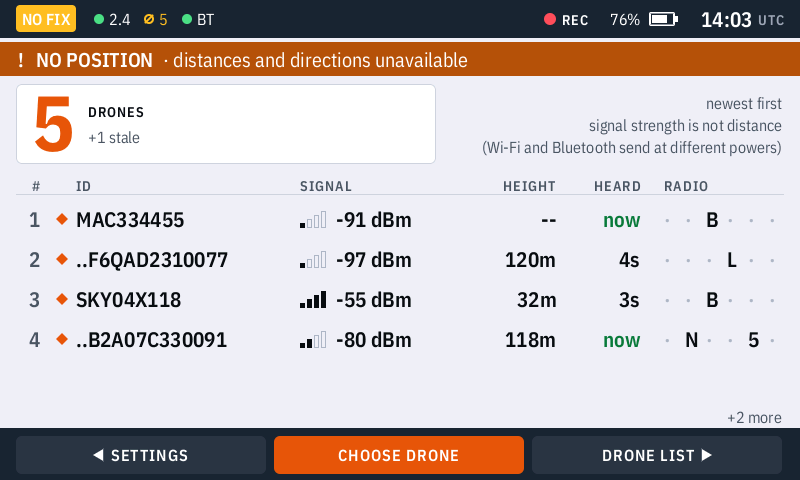 NO FIX 2.4 5 BT REC 76% 14:03 UTC
! NO POSITION · distances and directions unavailable
5 DRONES
+1 stale
newest first
signal strength is not distance
(Wi-Fi and Bluetooth send at different powers)
# ID SIGNAL HEIGHT HEARD RADIO
1 MAC334455 -91 dBm -- now · · B · · ·
2 ..F6QAD2310077 -97 dBm 120m 4s · · · L · ·
3 SKY04X118 -55 dBm 32m 3s · · B · · ·
4 ..B2A07C330091 -80 dBm 118m now · N · · 5 ·
+2 more
◀ SETTINGS CHOOSE DRONE DRONE LIST ▶